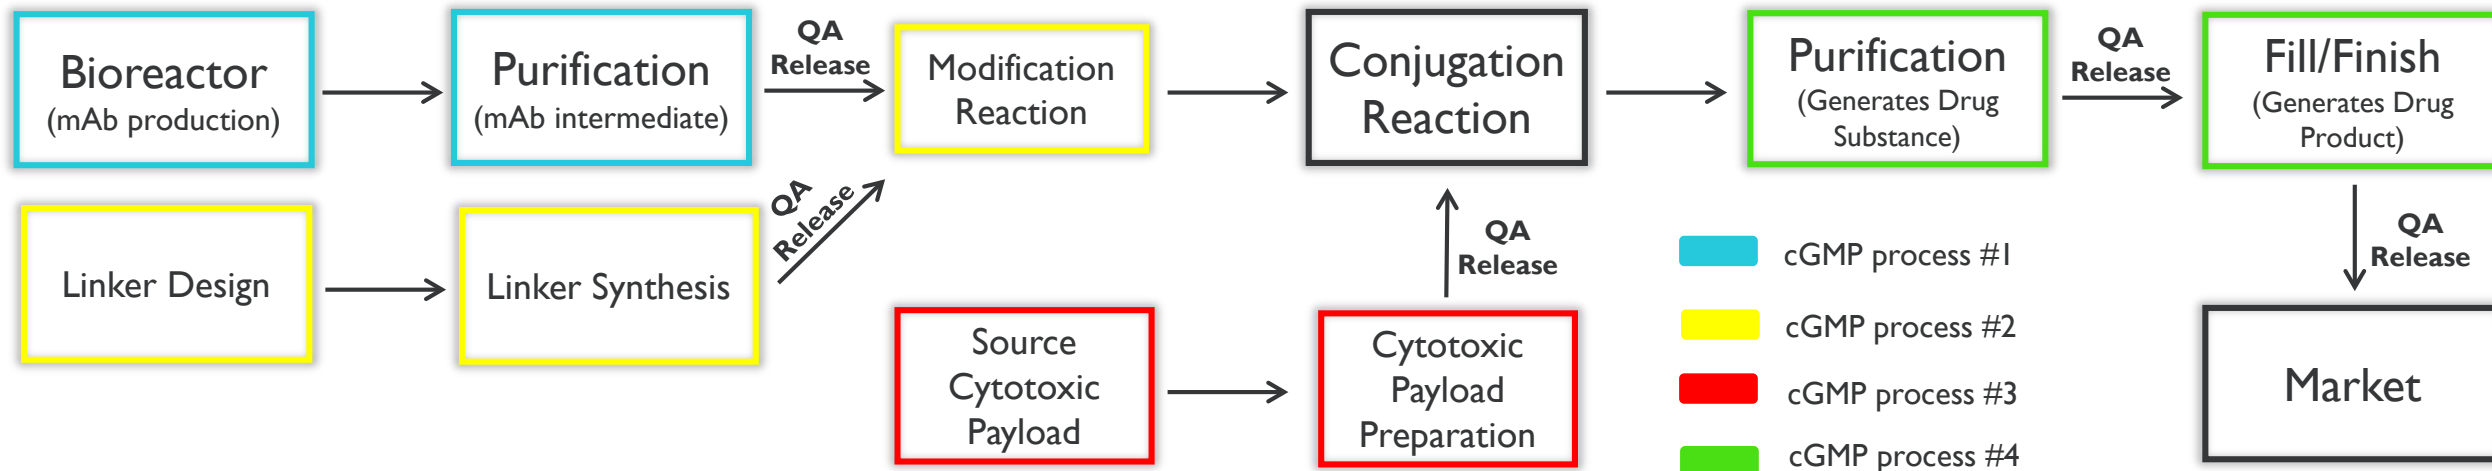 Bioreactor
(mAb production)
Purification
(mAb intermediate)
QA
Release
Modification
Reaction
Conjugation
Reaction
Purification
(Generates Drug
Substance)
QA
Release
Fill/Finish
(Generates Drug
Product)
Linker Design
Linker Synthesis
QA
Release
Source
Cytotoxic
Payload
Cytotoxic
Payload
Preparation
QA
Release
cGMP process #1
cGMP process #2
cGMP process #3
cGMP process #4
QA
Release
Market